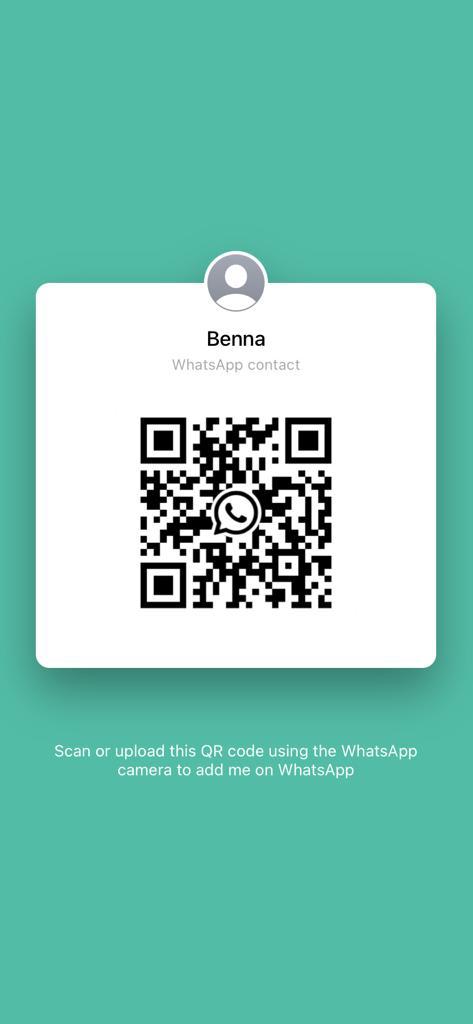 Benna
WhatsApp contact
Scan or upload this QR code using the WhatsApp
camera to add me on WhatsApp